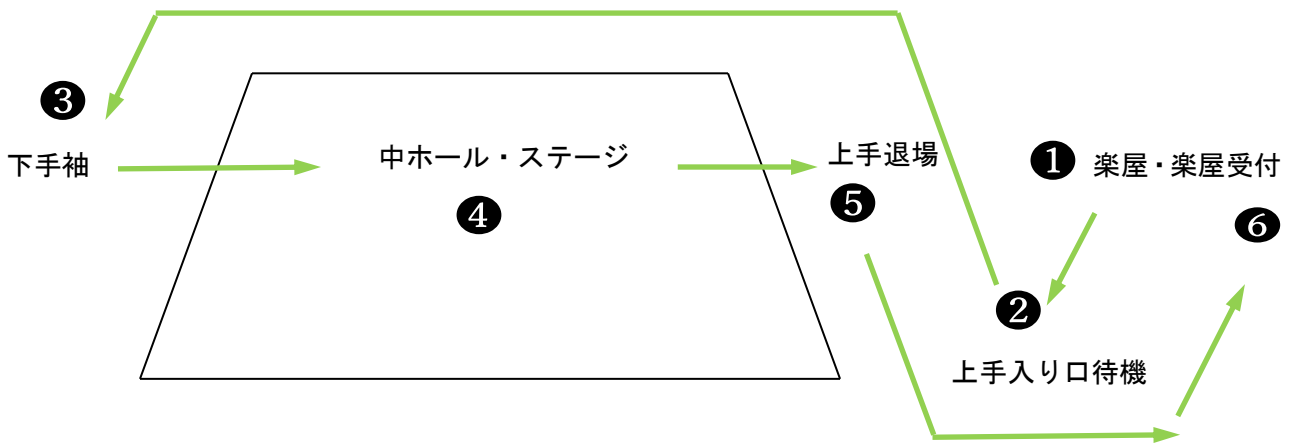 ❸
下手袖
中ホール・ステージ
❹
上手退場
❺
❶ 楽屋・楽屋受付
❻
❷
上手入り口待機